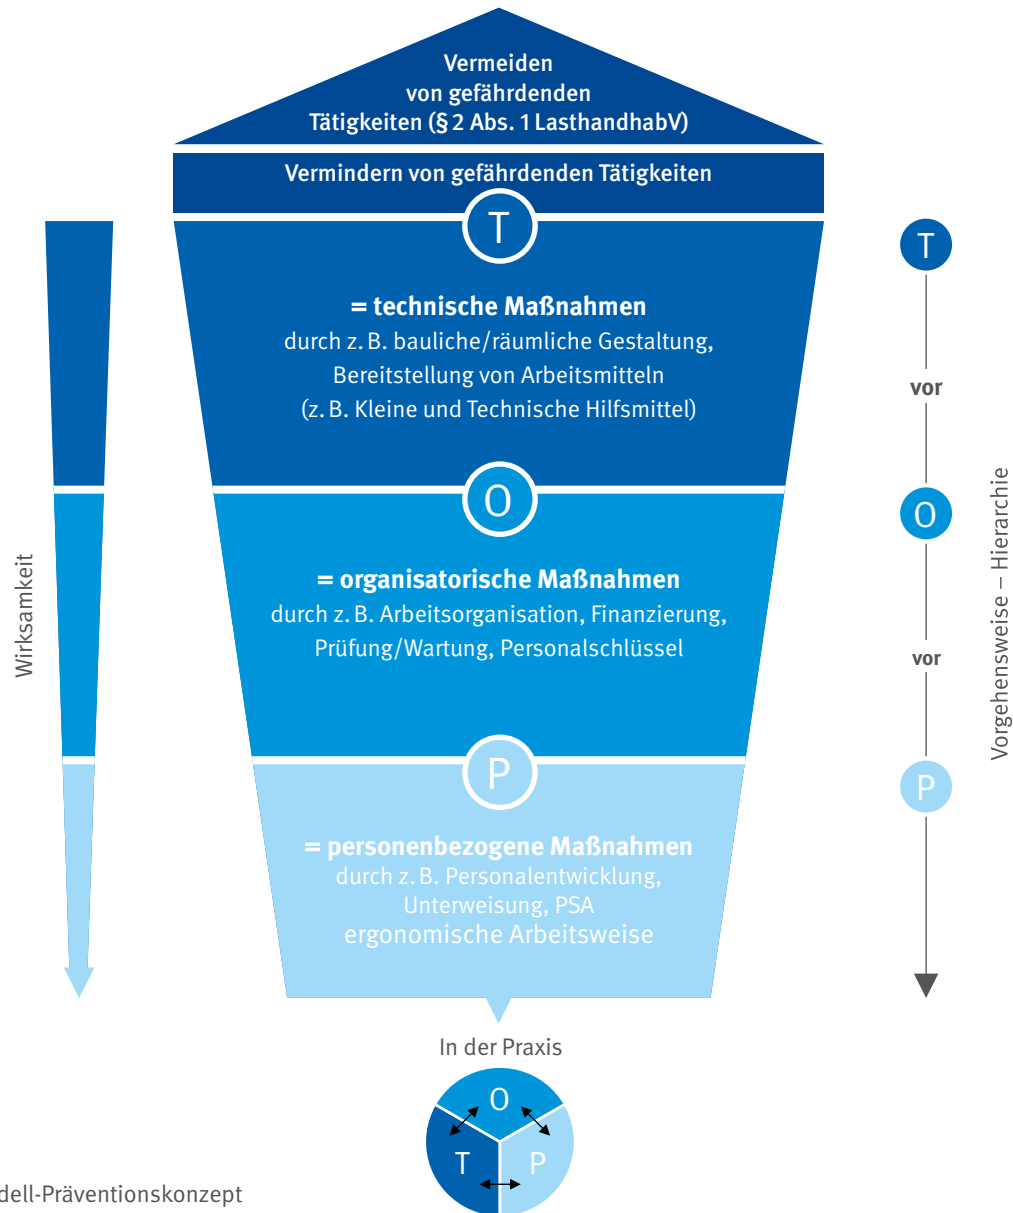 Vermeiden
von gefährdenden
Tätigkeiten (§ 2 Abs. 1 LasthandhabV)
Vermindern von gefährdenden Tätigkeiten
T
= technische Maßnahmen
durch z. B. bauliche/räumliche Gestaltung,
Bereitstellung von Arbeitsmitteln
(z. B. Kleine und Technische Hilfsmittel)
O
= organisatorische Maßnahmen
durch z. B. Arbeitsorganisation, Finanzierung,
Prüfung/Wartung, Personalschlüssel
P
= personenbezogene Maßnahmen
durch z. B. Personalentwicklung,
Unterweisung, PSA
ergonomische Arbeitsweise
Wirksamkeit
T
vor
O
vor
P
Vorgehensweise – Hierarchie
In der Praxis
O
T
P
dell-Präventionskonzept